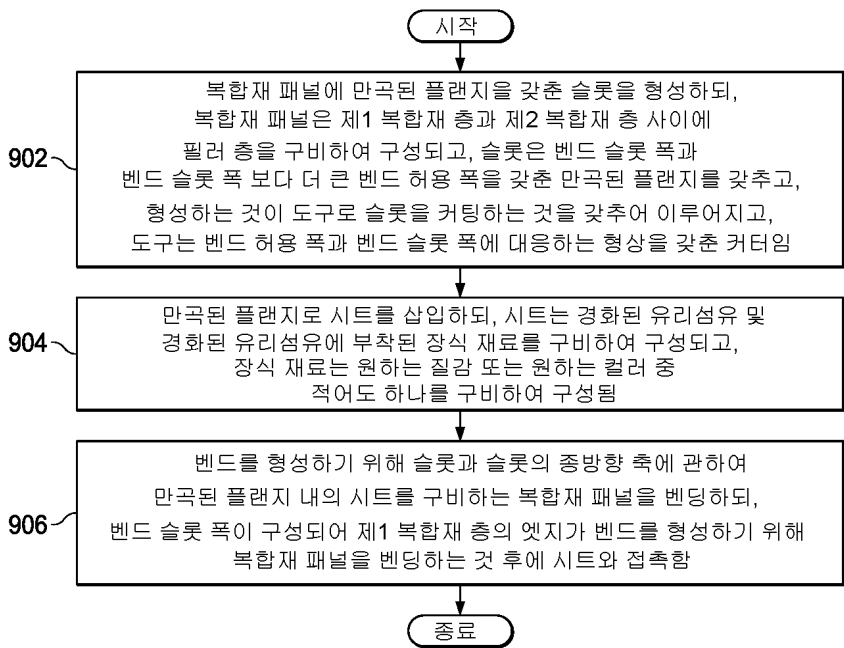 시작
복합재 패널에 만곡된 플랜지을 갖춘 슬롯을 형성하되,
복합재 패널은 제1 복합재 층과 제2 복합재 층 사이에
902
필러 층을 구비하여 구성되고, 슬롯은 벤드 슬롯 폭과
벤드 슬롯 폭 보다 더 큰 벤드 허용 폭을 갖춘 만곡된 플랜지를 갖추고,
형성하는 것이 도구로 슬롯을 커팅하는 것을 갖추어 이루어지고,
도구는 벤드 허용 폭과 벤드 슬롯 폭에 대응하는 형상을 갖춘 커터임
만곡된 플랜지로 시트를 삽입하되, 시트는 경화된 유리섬유 및
904
경화된 유리섬유에 부착된 장식 재료를 구비하여 구성되고,
장식 재료는 원하는 질감 또는 원하는 컬러 중
적어도 하나를 구비하여 구성됨
벤드를 형성하기 위해 슬롯과 슬롯의 종방향 축에 관하여
만곡된 플랜지 내의 시트를 구비하는 복합재 패널을 벤딩하되,
906
벤드 슬롯 폭이 구성되어 제1 복합재 층의 엣지가 벤드를 형성하기 위해
복합재 패널을 벤딩하는 것 후에 시트와 접촉함
종료